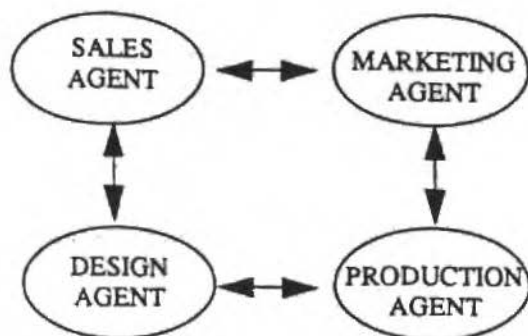 SALES
AGENT
MARKETING
AGENT
DESIGN
AGENT
PRODUCTION
AGENT